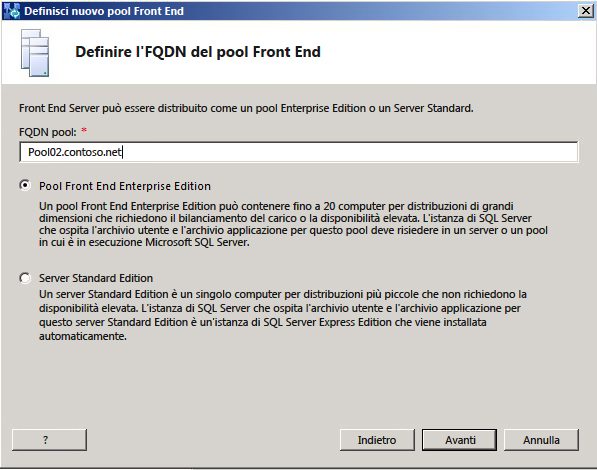 Definisci nuovo pool Front End
Definire l'FQDN del pool Front End
Front End Server può essere distribuito come un pool Enterprise Edition o un Server Standard.
FQDN pool: *
Pool02.contoso.net
Pool Front End Enterprise Edition
Un pool Front End Enterprise Edition può contenere fino a 20 computer per distribuzioni di grandi
dimensioni che richiedono il bilanciamento del carico o la disponibilità elevata. L'istanza di SQL Server
che ospita l'archivio utente e l'archivio applicazione per questo pool deve risiedere in un server o un pool
in cui è in esecuzione Microsoft SQL Server.
Server Standard Edition
Un server Standard Edition è un singolo computer per distribuzioni più piccole che non richiedono la
disponibilità elevata. L'istanza di SQL Server che ospita l'archivio utente e l'archivio applicazione per
questo server Standard Edition è un'istanza di SQL Server Express Edition che viene installata
automaticamente.
? Indietro Avanti Annulla